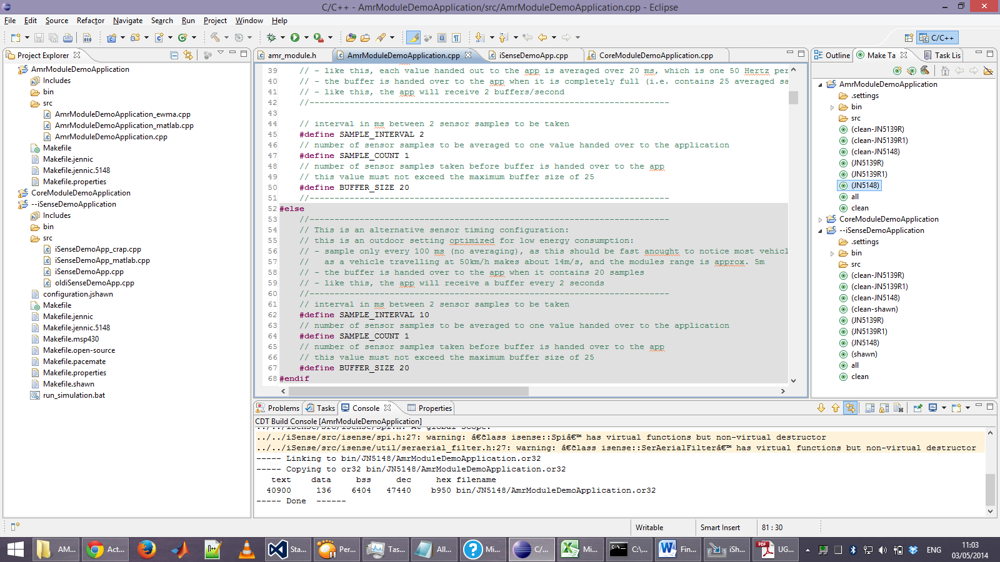 C/C++ - AmrModuleDemoApplication/src/AmrModuleDemoApplication.cpp - Eclipse
File Edit Source Refactor Navigate Search Run Project Window Help
C/C++
Project Explorer
AmrModuleDemoApplication
Includes
bin
src
AmrModuleDemoApplication_ewma.cpp
AmrModuleDemoApplication_matlab.cpp
AmrModuleDemoApplication.cpp
Makefile
Makefile.jennic
Makefile.jennic.5148
Makefile.properties
CoreModuleDemoApplication
--iSenseDemoApplication
Includes
bin
src
iSenseDemoApp_crap.cpp
iSenseDemoApp_matlab.cpp
iSenseDemoApp.cpp
oldiSenseDemoApp.cpp
configuration.jshawn
Makefile
Makefile.jennic
Makefile.jennic.5148
Makefile.msp430
Makefile.open-source
Makefile.pacemate
Makefile.properties
Makefile.shawn
run_simulation.bat
amr_module.h AmrModuleDemoApplication.cpp iSenseDemoApp.cpp CoreModuleDemoApplication.cpp
39 // - like this, each value handed out to the app is averaged over 20 ms, which is one 50 Hertz per
40 // - the buffer is handed over to the app when it is completely full (i.e. contains 25 averaged sa
41 // - like this, the app will receive 2 buffers/second
42 //------------------------------------------------------------------------
43
44 // interval in ms between 2 sensor samples to be taken
45 #define SAMPLE_INTERVAL 2
46 // number of sensor samples to be averaged to one value handed over to the application
47 #define SAMPLE_COUNT 1
48 // number of sensor samples taken before buffer is handed over to the app
49 // this value must not exceed the maximum buffer size of 25
50 #define BUFFER_SIZE 20
51 //------------------------------------------------------------------------
52 #else
53 //------------------------------------------------------------------------
54 // This is an alternative sensor timing configuration:
55 // this is an outdoor setting optimized for low energy consumption:
56 // - sample only every 100 ms (no averaging), as this should be fast anought to notice most vehicl
57 // as a vehicle travelling at 50km/h makes about 14m/s, and the modules range is approx. 5m
58 // - the buffer is handed over to the app when it contains 20 samples
59 // - like this, the app will receive a buffer every 2 seconds
60 //------------------------------------------------------------------------
61 // interval in ms between 2 sensor samples to be taken
62 #define SAMPLE_INTERVAL 10
63 // number of sensor samples to be averaged to one value handed over to the application
64 #define SAMPLE_COUNT 1
65 // number of sensor samples taken before buffer is handed over to the app
66 // this value must not exceed the maximum buffer size of 25
67 #define BUFFER_SIZE 20
68 #endif
Outline Make Ta Task Lis
AmrModuleDemoApplication
.settings
bin
src
(clean-JN5139R)
(clean-JN5139R1)
(clean-JN5148)
(JN5139R)
(JN5139R1)
(JN5148)
all
clean
CoreModuleDemoApplication
--iSenseDemoApplication
.settings
bin
src
(clean-JN5139R)
(clean-JN5139R1)
(clean-JN5148)
(clean-shawn)
(JN5139R)
(JN5139R1)
(JN5148)
(shawn)
all
clean
Problems Tasks Console Properties
CDT Build Console [AmrModuleDemoApplication]
../../iSense/src/isense/spi.h: At global scope:
../../iSense/src/isense/spi.h:27: warning: â€˜class isense::Spiâ€™ has virtual functions but non-virtual destructor
../../iSense/src/isense/util/seraerial_filter.h:27: warning: â€˜class isense::SerAerialFilterâ€™ has virtual functions but non-virtual destructor
----- Linking to bin/JN5148/AmrModuleDemoApplication.or32
----- Copying to or32 bin/JN5148/AmrModuleDemoApplication.or32
text data bss dec hex filename
40900 136 6404 47440 b950 bin/JN5148/AmrModuleDemoApplication.or32
----- Done ------
Writable Smart Insert 81 : 30
AM... Act... Sta... Per... Tas... All... Mi... C/... Mi... C:\... Fin... iSh... UG... ENG 11:03
03/05/2014